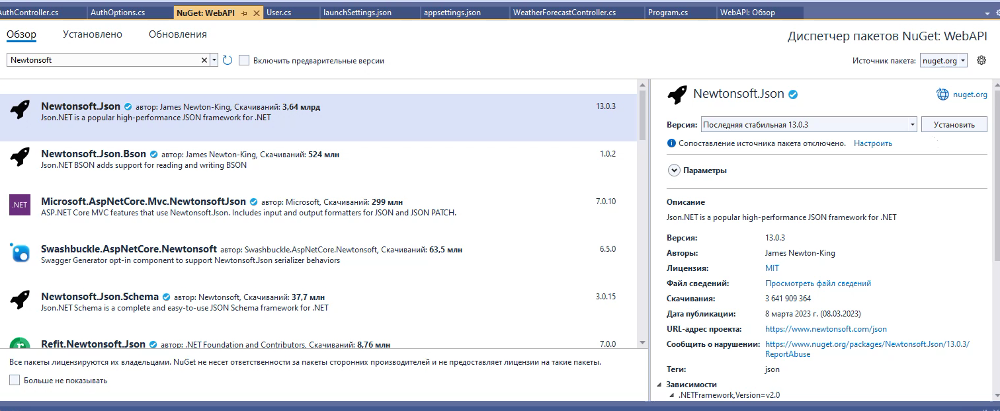 AuthController.cs AuthOptions.cs NuGet: WebAPI User.cs launchSettings.json appsettings.json WeatherForecastController.cs Program.cs WebAPI: Обзор
Обзор Установлено Обновления
Диспетчер пакетов NuGet: WebAPI
Newtonsoft
Включить предварительные версии
Источник пакета: nuget.org
Newtonsoft.Json автор: James Newton-King, Скачиваний: 3,64 млрд 13.0.3
Json.NET is a popular high-performance JSON framework for .NET
Newtonsoft.Json.Bson автор: James Newton-King, Скачиваний: 524 млн 1.0.2
Json.NET BSON adds support for reading and writing BSON
.NET
Microsoft.AspNetCore.Mvc.NewtonsoftJson автор: Microsoft, Скачиваний: 299 млн 7.0.10
ASP.NET Core MVC features that use Newtonsoft.Json. Includes input and output formatters for JSON and JSON PATCH.
Swashbuckle.AspNetCore.Newtonsoft автор: Swashbuckle.AspNetCore.Newtonsoft, Скачиваний: 63,5 млн 6.5.0
Swagger Generator opt-in component to support Newtonsoft.Json serializer behaviors
Newtonsoft.Json.Schema автор: Newtonsoft, Скачиваний: 37,7 млн 3.0.15
Json.NET Schema is a complete and easy-to-use JSON Schema framework for .NET
Refit.Newtonsoft.Json автор: .NET Foundation and Contributors, Скачиваний: 8,76 млн 7.0.0
Все пакеты лицензируются их владельцами. NuGet не несет ответственности за пакеты сторонних производителей и не предоставляет лицензии на такие пакеты.
Больше не показывать
Newtonsoft.Json nuget.org
Версия: Последняя стабильная 13.0.3 Установить
Сопоставление источника пакета отключено. Настроить
Параметры
Описание
Json.NET is a popular high-performance JSON framework for .NET
Версия: 13.0.3
Авторы: James Newton-King
Лицензия: MIT
Файл сведений: Просмотреть файл сведений
Скачивания: 3 641 909 364
Дата публикации: 8 марта 2023 г. (08.03.2023)
URL-адрес проекта: https://www.newtonsoft.com/json
Сообщить о нарушении: https://www.nuget.org/packages/Newtonsoft.Json/13.0.3/
ReportAbuse
Теги: json
Зависимости
.NETFramework,Version=v2.0